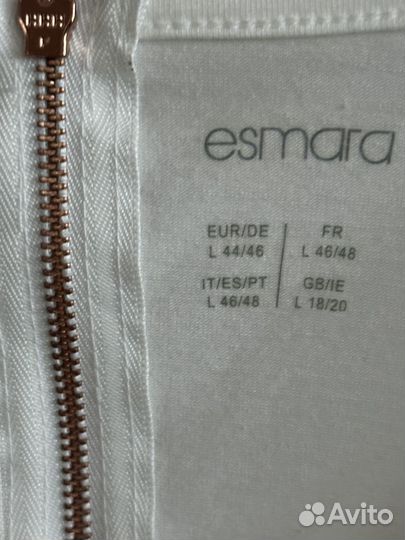 esmara
EUR/DE
L 44/46
FR
L 46/48
IT/ES/PT
L 46/48
GB/IE
L 18/20
Avito